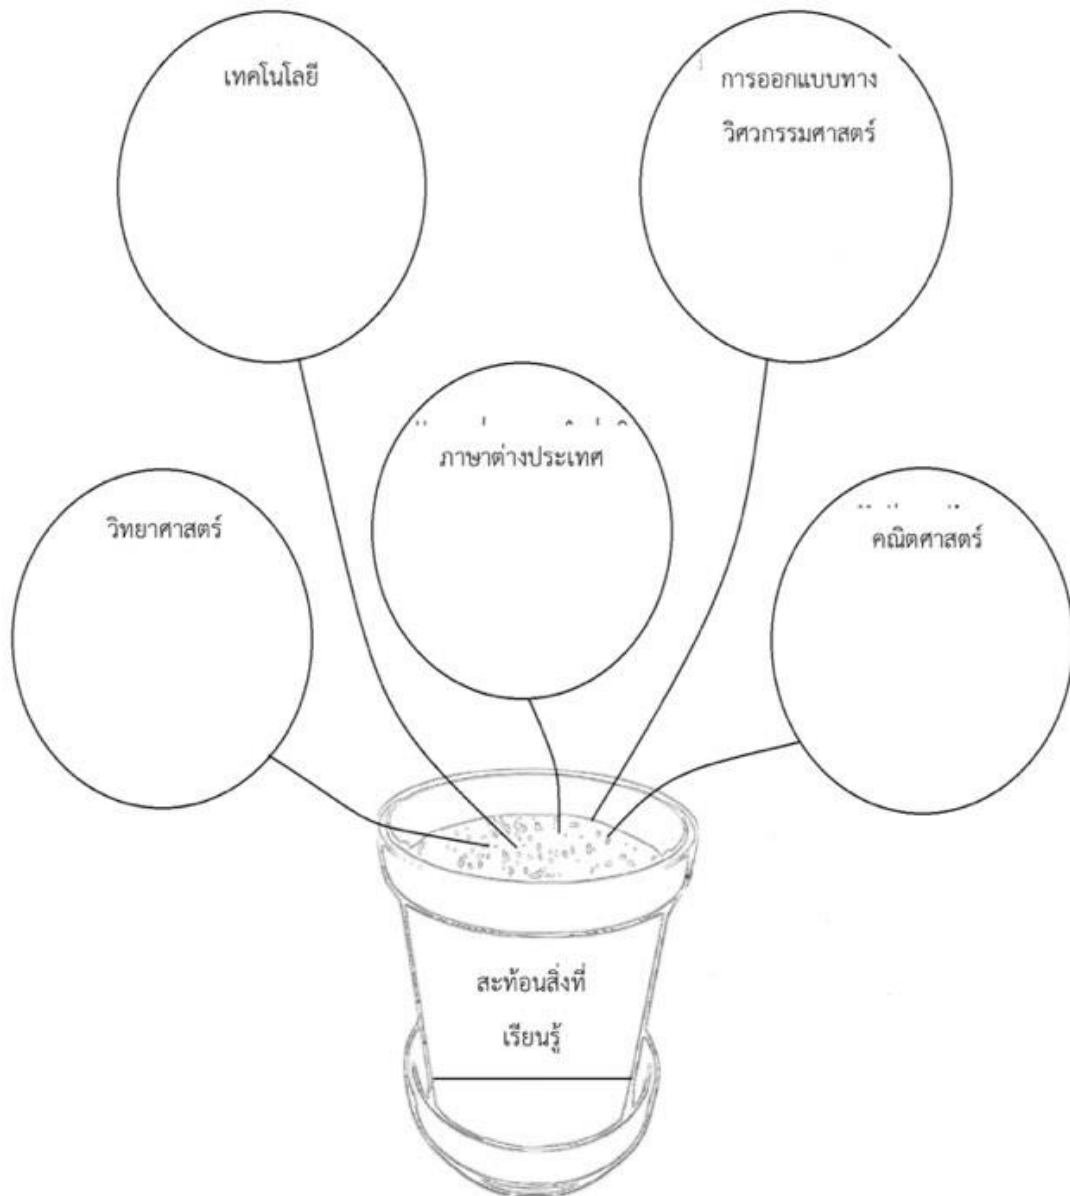 เทคโนโลยี
การออกแบบทาง
วิศวกรรมศาสตร์
ภาษาต่างประเทศ
วิทยาศาสตร์
คณิตศาสตร์
สะท้อนสิ่งที่
เรียนรู้